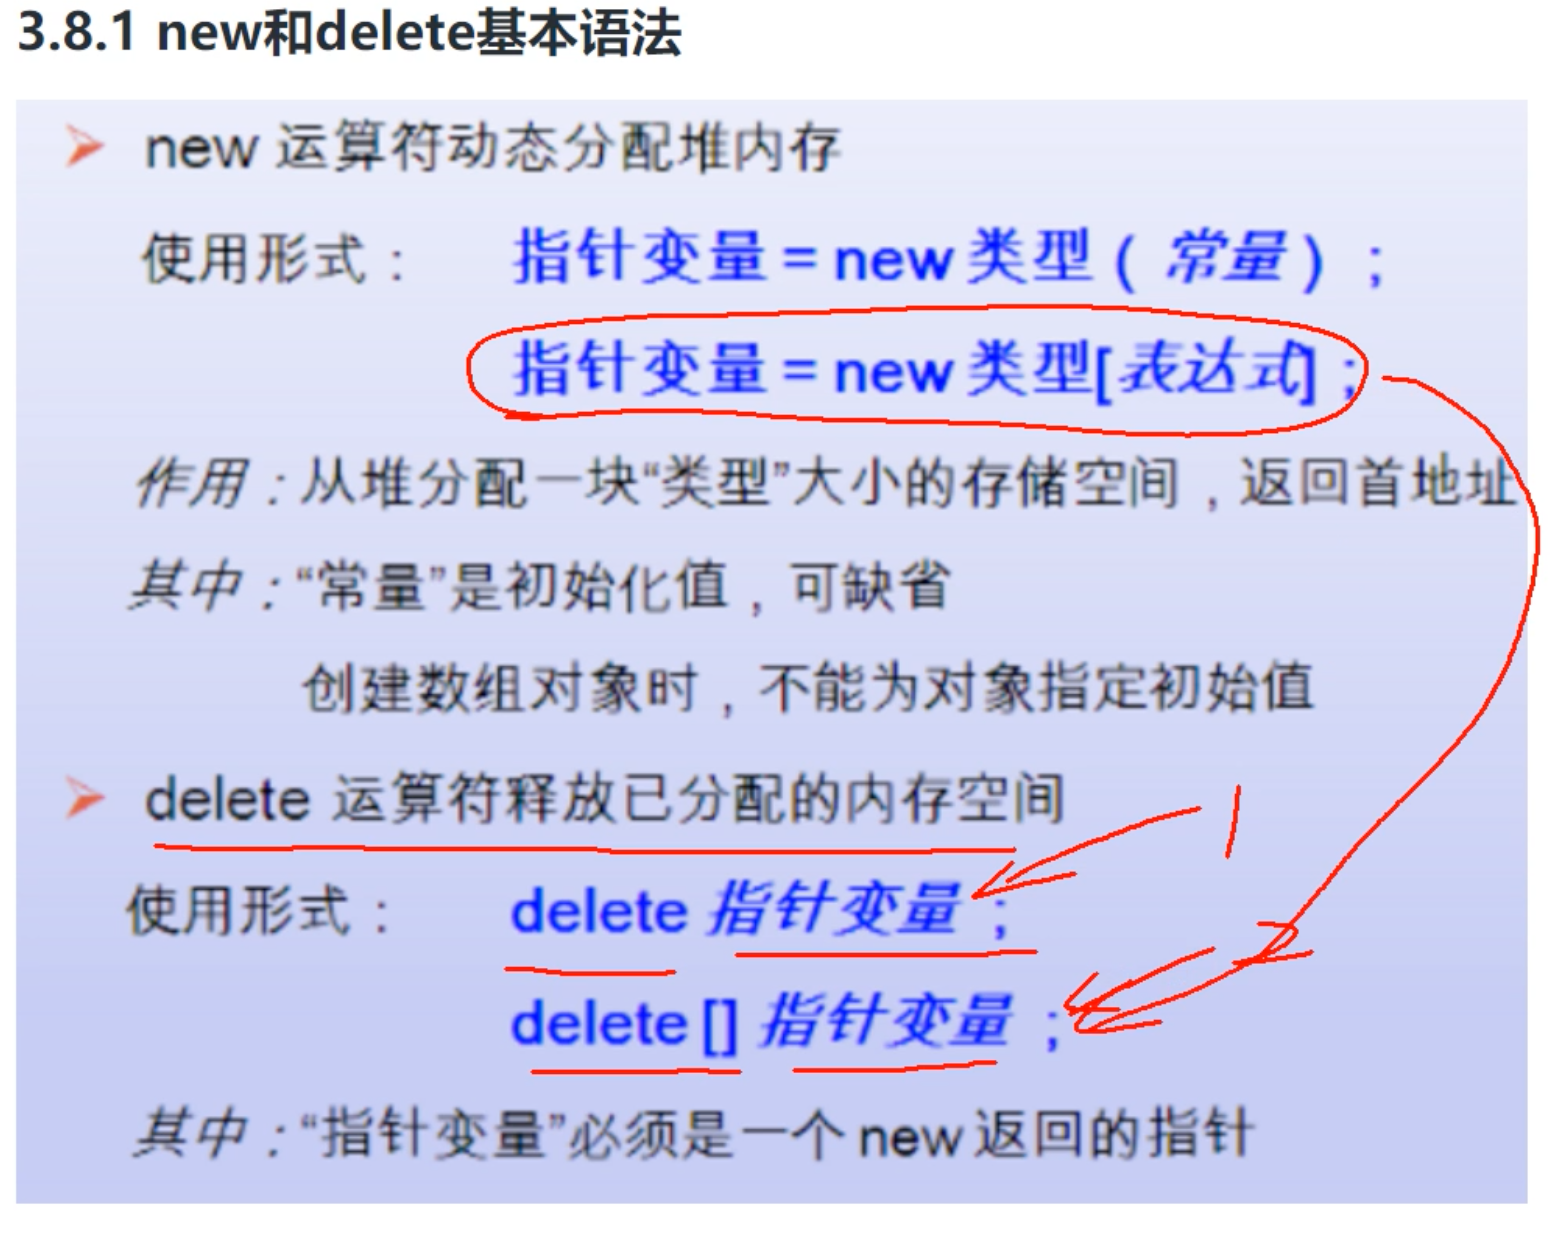 3.8.1 new和delete基本语法
new 运算符动态分配堆内存
使用形式： 指针变量 = new 类型 ( 常量 ) ；
指针变量 = new 类型[表达式] ；
作用：从堆分配一块“类型”大小的存储空间，返回首地址
其中：“常量”是初始化值，可缺省
创建数组对象时，不能为对象指定初始值
delete 运算符释放已分配的内存空间
使用形式： delete 指针变量 ；
delete [] 指针变量 ；
其中：“指针变量”必须是一个 new 返回的指针